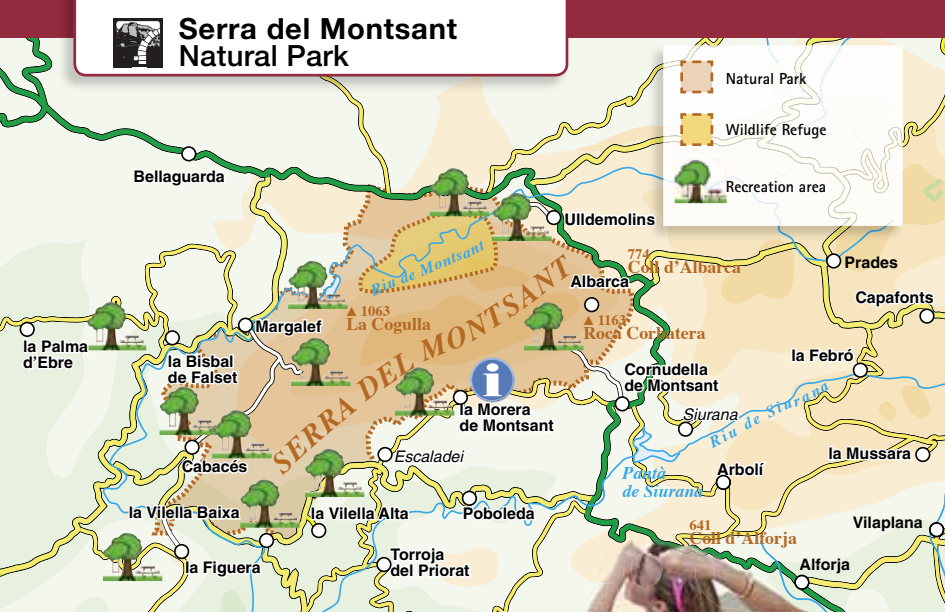 Serra del Montsant
Natural Park
Natural Park
Wildlife Refuge
Recreation area
Bellaguarda
Ulldemolins
Riu de Montsant
774
Coll d'Albarca
Prades
Albarca
Capafonts
▲ 1063
La Cogulla
▲ 1163
Roca Corbatera
Margalef
la Palma
d'Ebre
la Bisbal
de Falset
SERRA DEL MONTSANT
i
la Febró
Cornudella
de Montsant
la Morera
de Montsant
Siurana
Riu de Siurana
Cabacés
Escaladei
la Mussara
Pantà
de Siurana
Arbolí
la Vilella Baixa
la Vilella Alta
Poboleda
641
Coll d'Alforja
Vilaplana
la Figuera
Torroja
del Priorat
Alforja